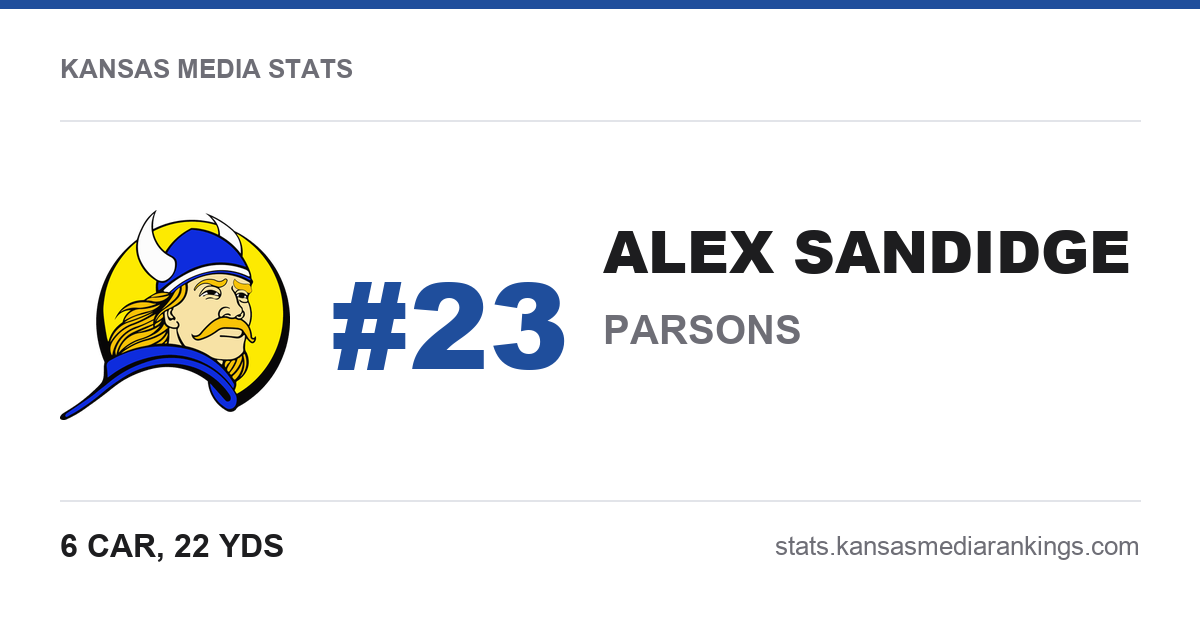 KANSAS MEDIA STATS
#23
ALEX SANDIDGE
PARSONS
6 CAR, 22 YDS
stats.kansasmediarankings.com